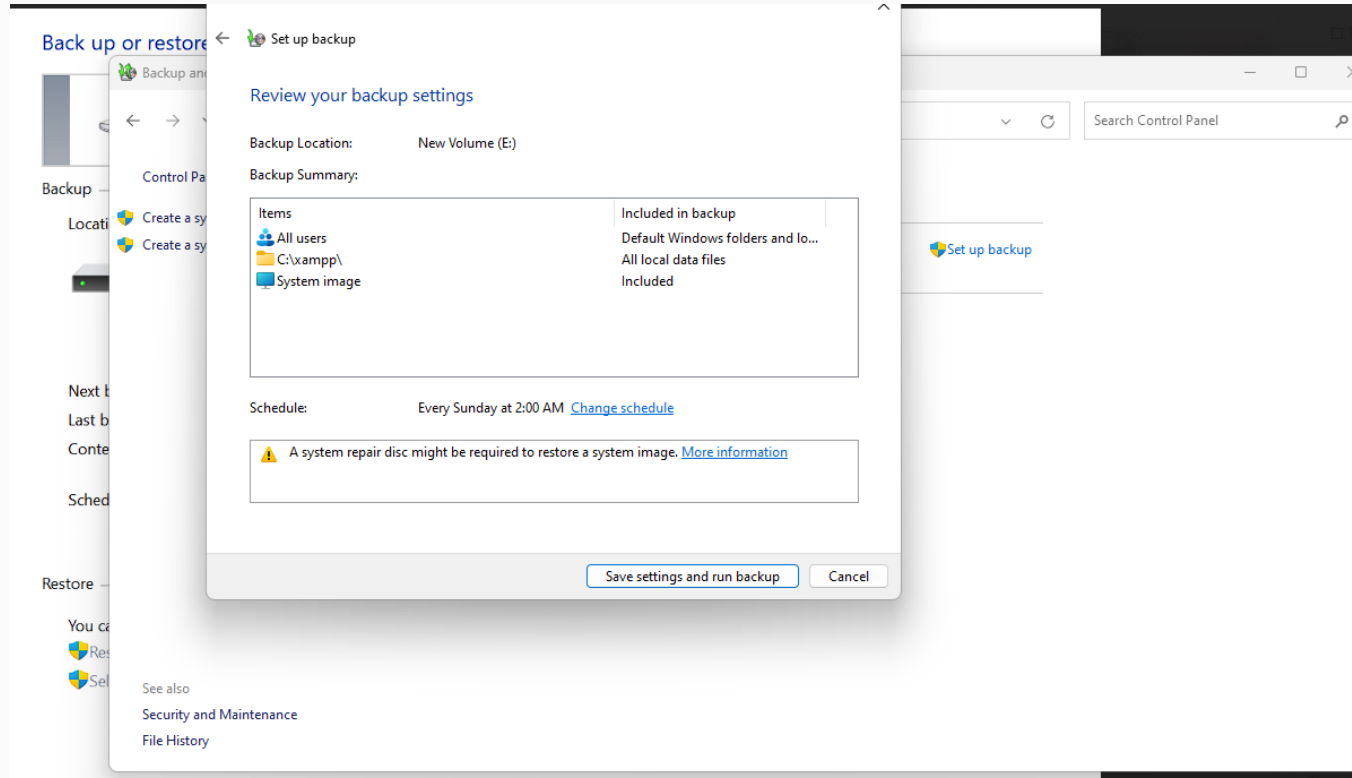 Back up or restore
Set up backup
Backup and
Review your backup settings
Search Control Panel
Backup Location: New Volume (E:)
Control Pa
Backup Summary:
Backup
Items Included in backup
Locati
Create a sy
All users Default Windows folders and lo...
Create a sy
C:\xampp\ All local data files
Set up backup
System image Included
Next b
Last b
Schedule: Every Sunday at 2:00 AM Change schedule
Conte
A system repair disc might be required to restore a system image. More information
Sched
Save settings and run backup Cancel
Restore
You ca
Res
Sel
See also
Security and Maintenance
File History